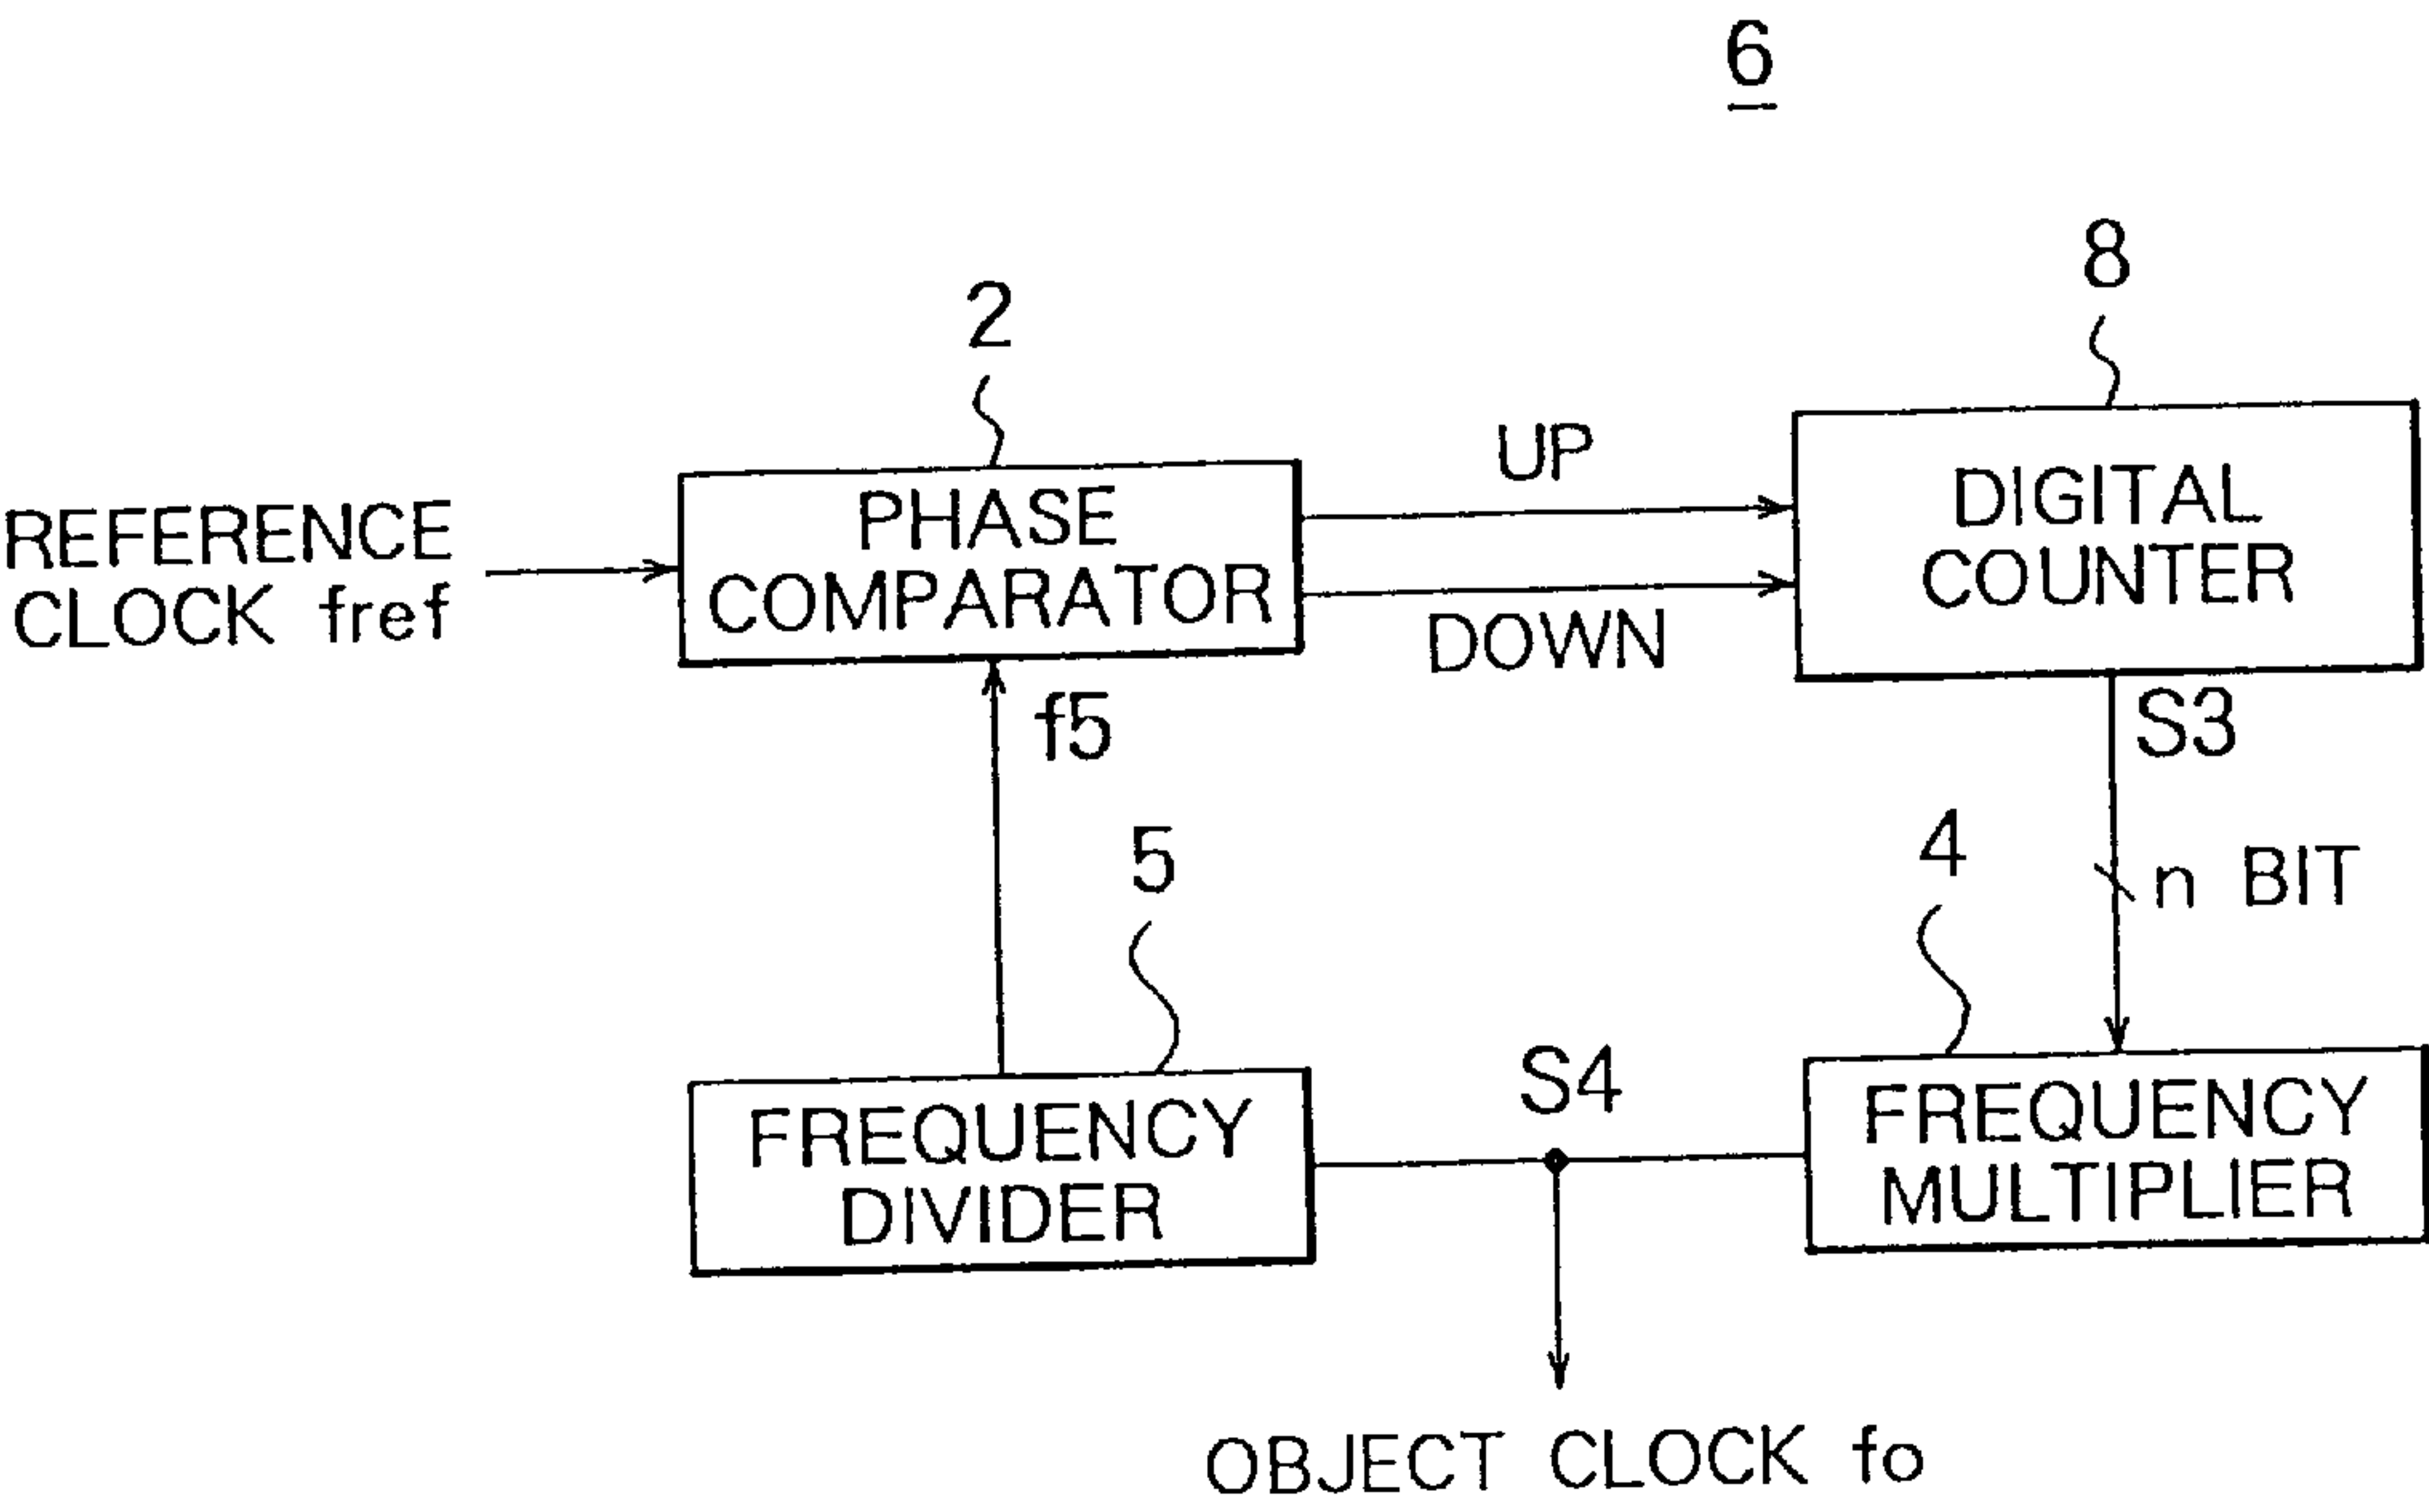 6
8
2
UP
REFERENCE
CLOCK fref
PHASE
COMPARATOR
DIGITAL
COUNTER
DOWN
f5
S3
5
4
n BIT
S4
FREQUENCY
DIVIDER
FREQUENCY
MULTIPLIER
OBJECT CLOCK fo